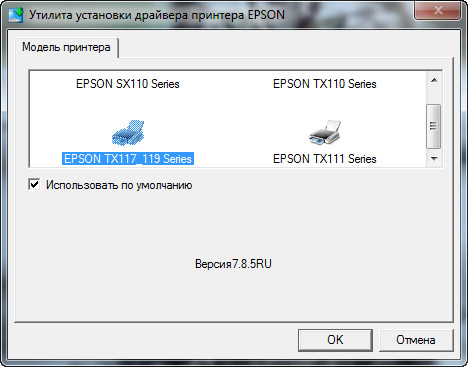 Утилита установки драйвера принтера EPSON
Модель принтера
EPSON SX110 Series EPSON TX110 Series
EPSON TX117_119 Series EPSON TX111 Series
Использовать по умолчанию
Версия7.8.5RU
OK Отмена